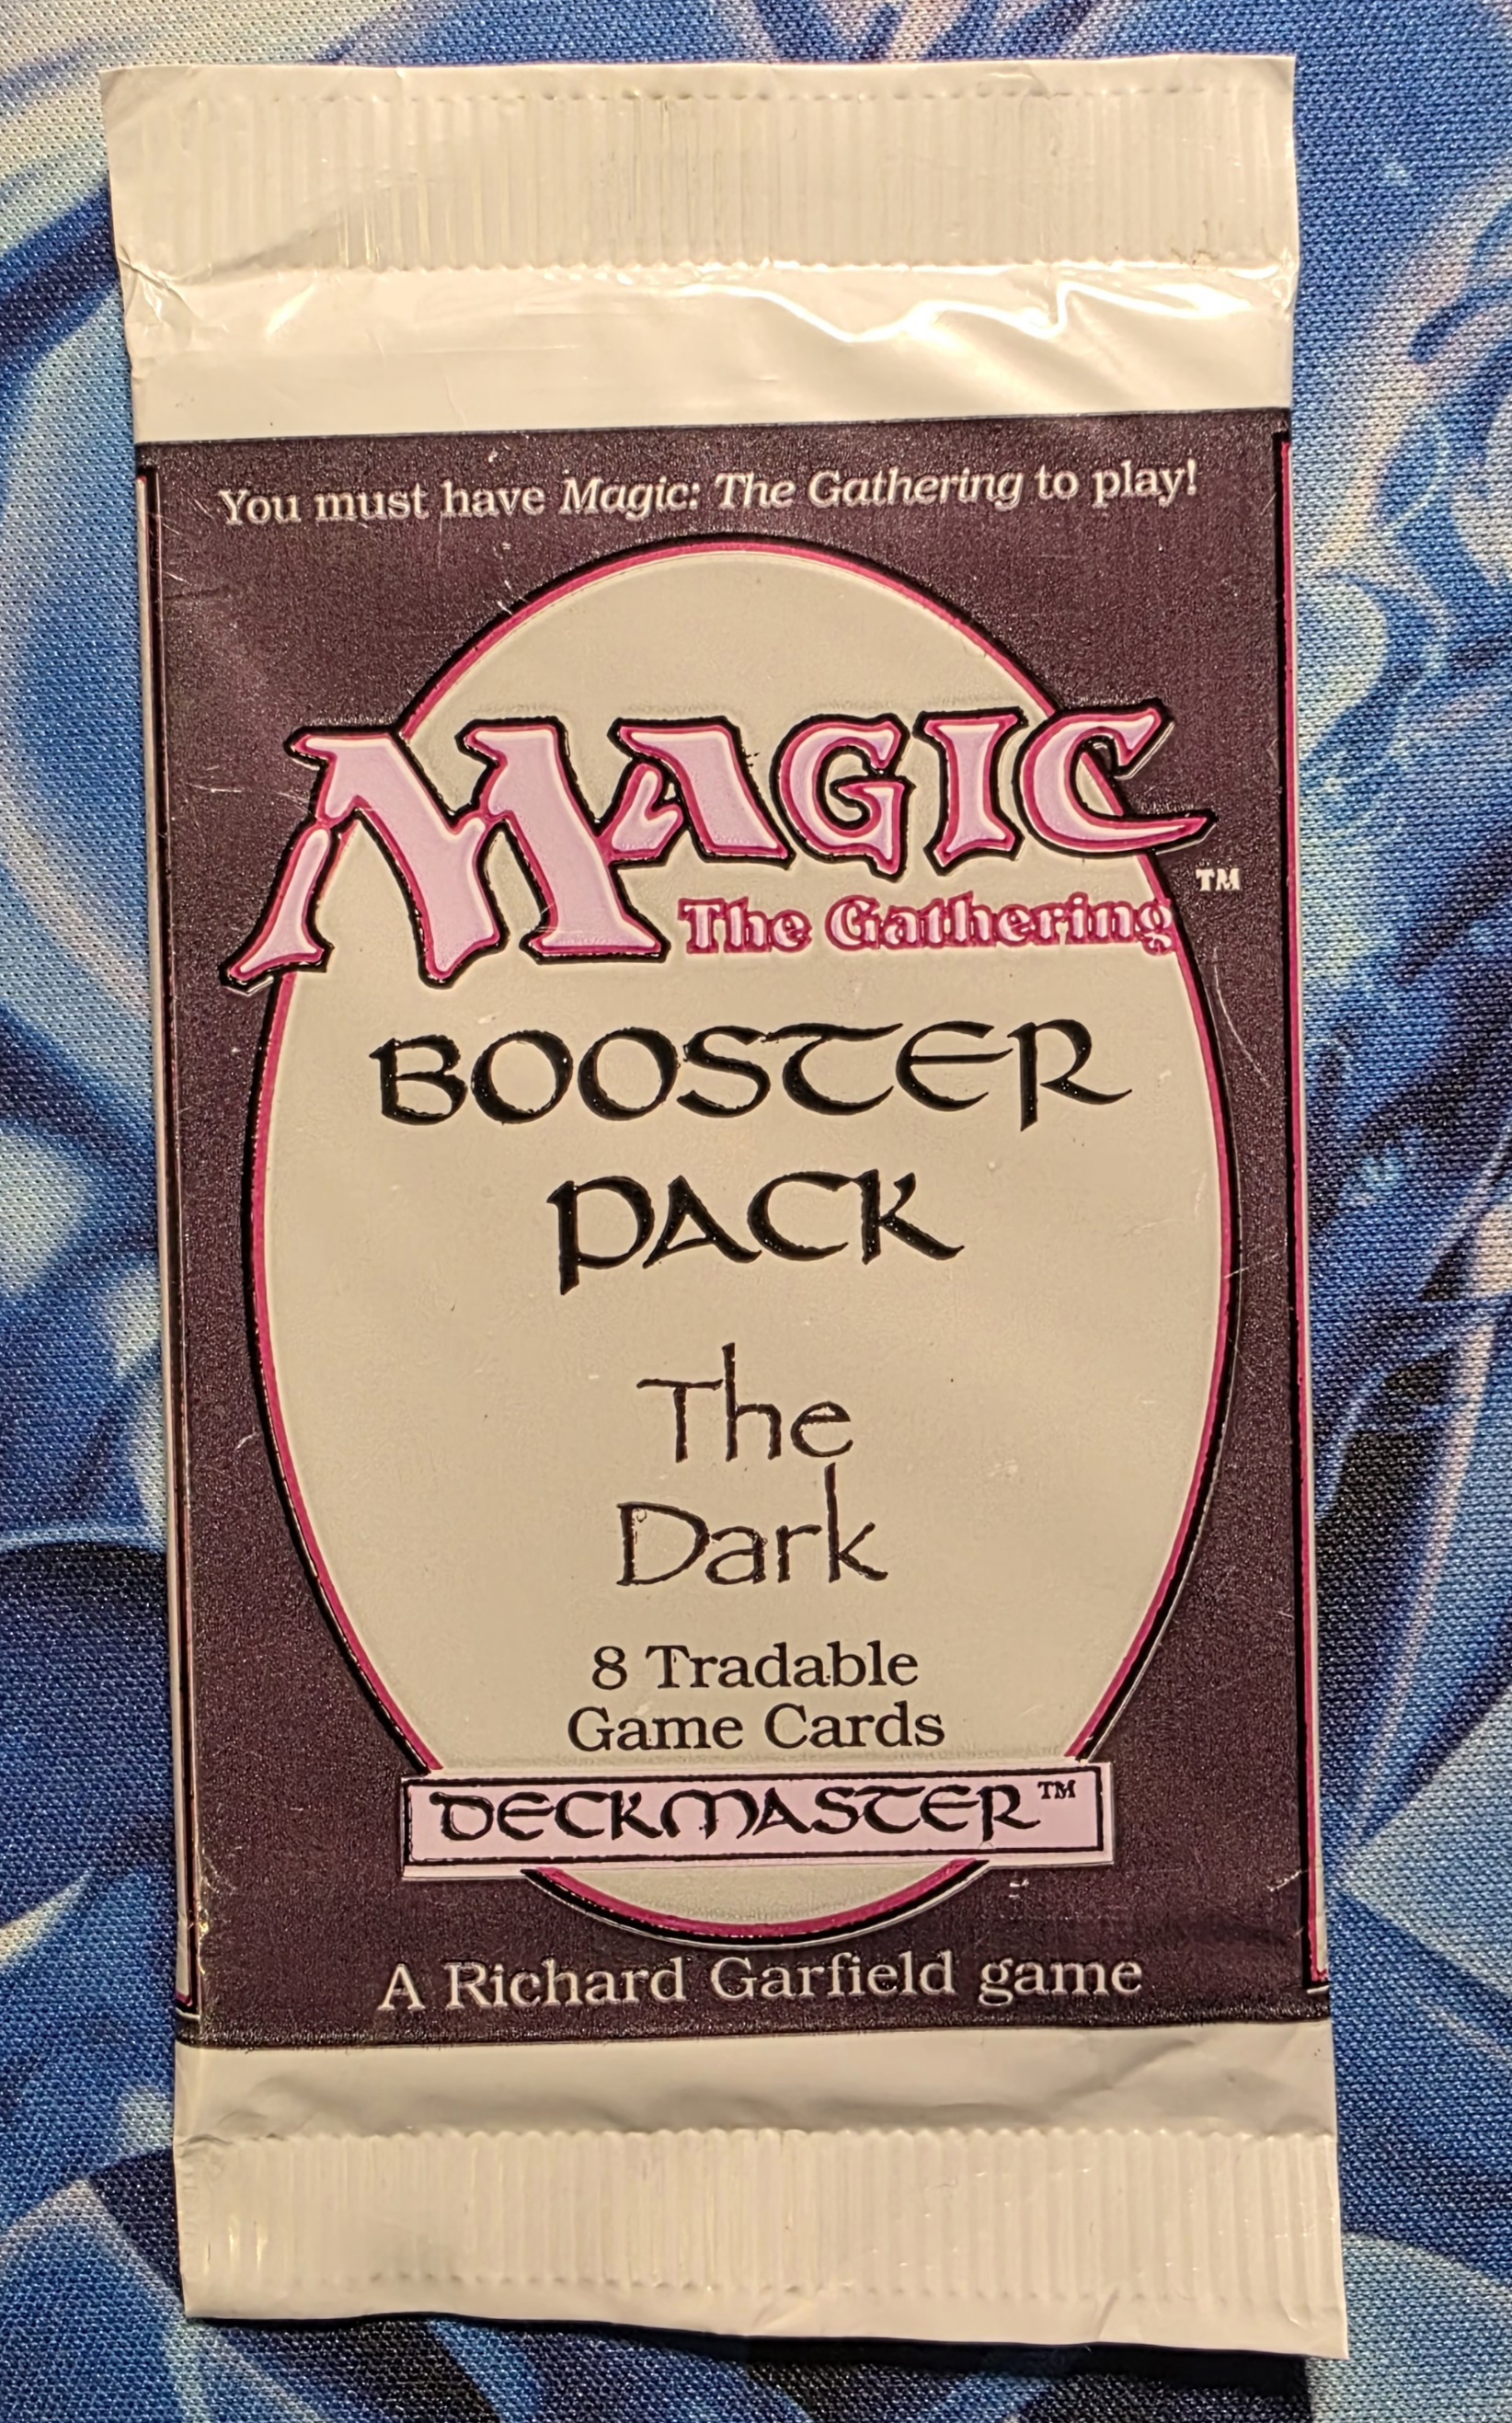 You must have Magic: The Gathering to play!
MAGIC
TM
The Gathering
BOOSTER
PACK
The
Dark
8 Tradable
Game Cards
DECKMASTER™
A Richard Garfield game